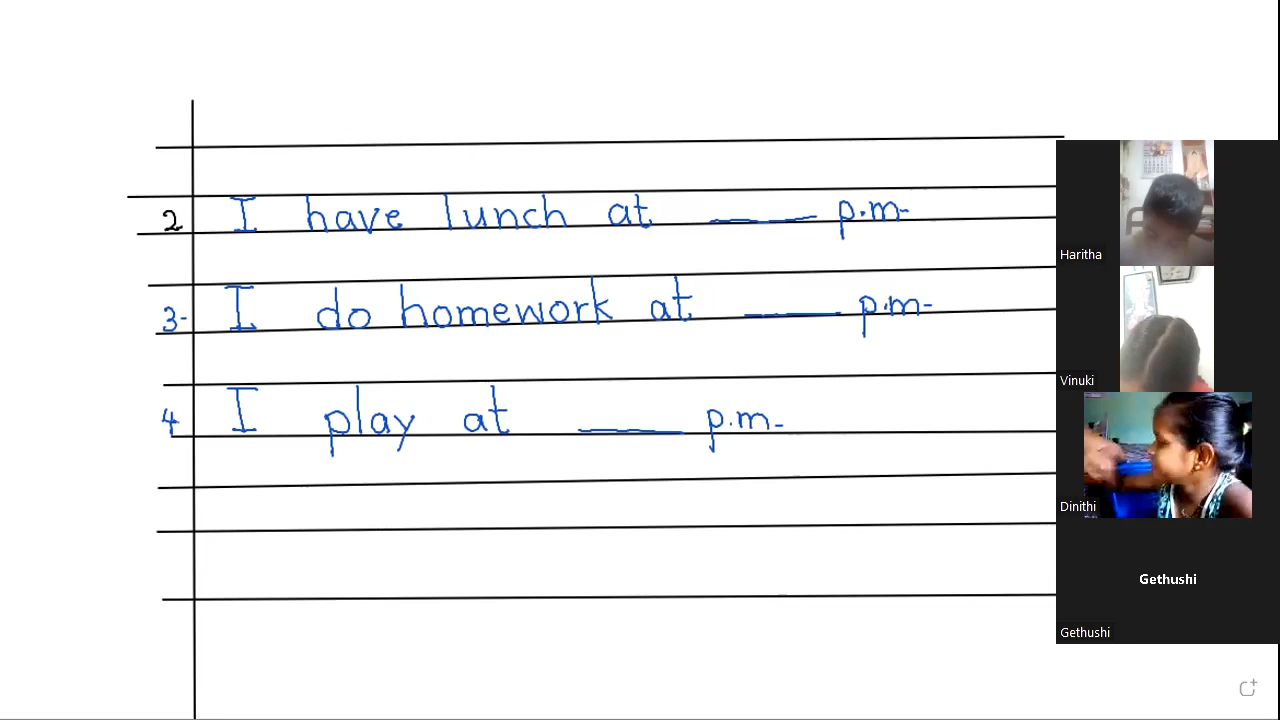 2 I have lunch at ____ p.m.
3. I do homework at ____ p.m.
4 I play at ____ p.m.
Haritha
Vinuki
Dinithi
Gethushi
Gethushi